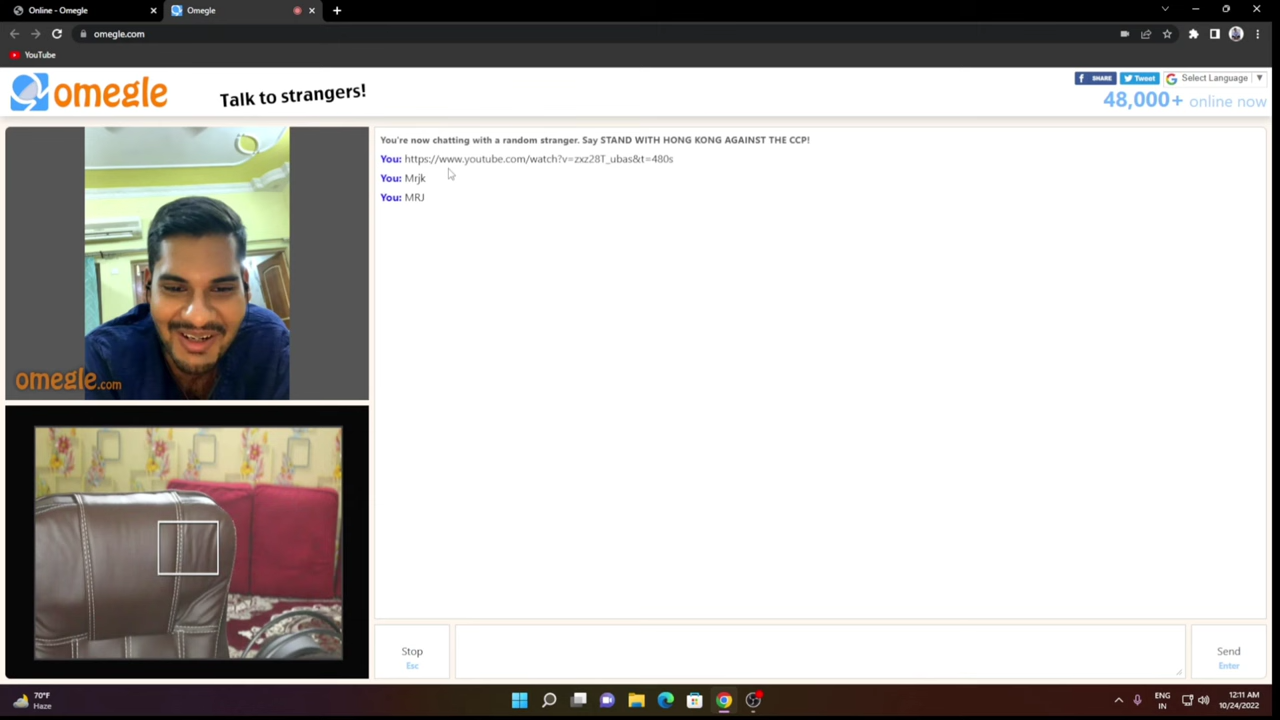 Online - Omegle
Omegle
omegle.com
YouTube
omegle
Talk to strangers!
SHARE
Tweet
Select Language
48,000+ online now
You're now chatting with a random stranger. Say STAND WITH HONG KONG AGAINST THE CCP!
You: https://www.youtube.com/watch?v=zxz28T_ubas&t=480s
You: Mrjk
You: MRJ
omegle.com
Stop
Esc
Send
Enter
70°F
Haze
ENG
IN
12:11 AM
10/24/2022